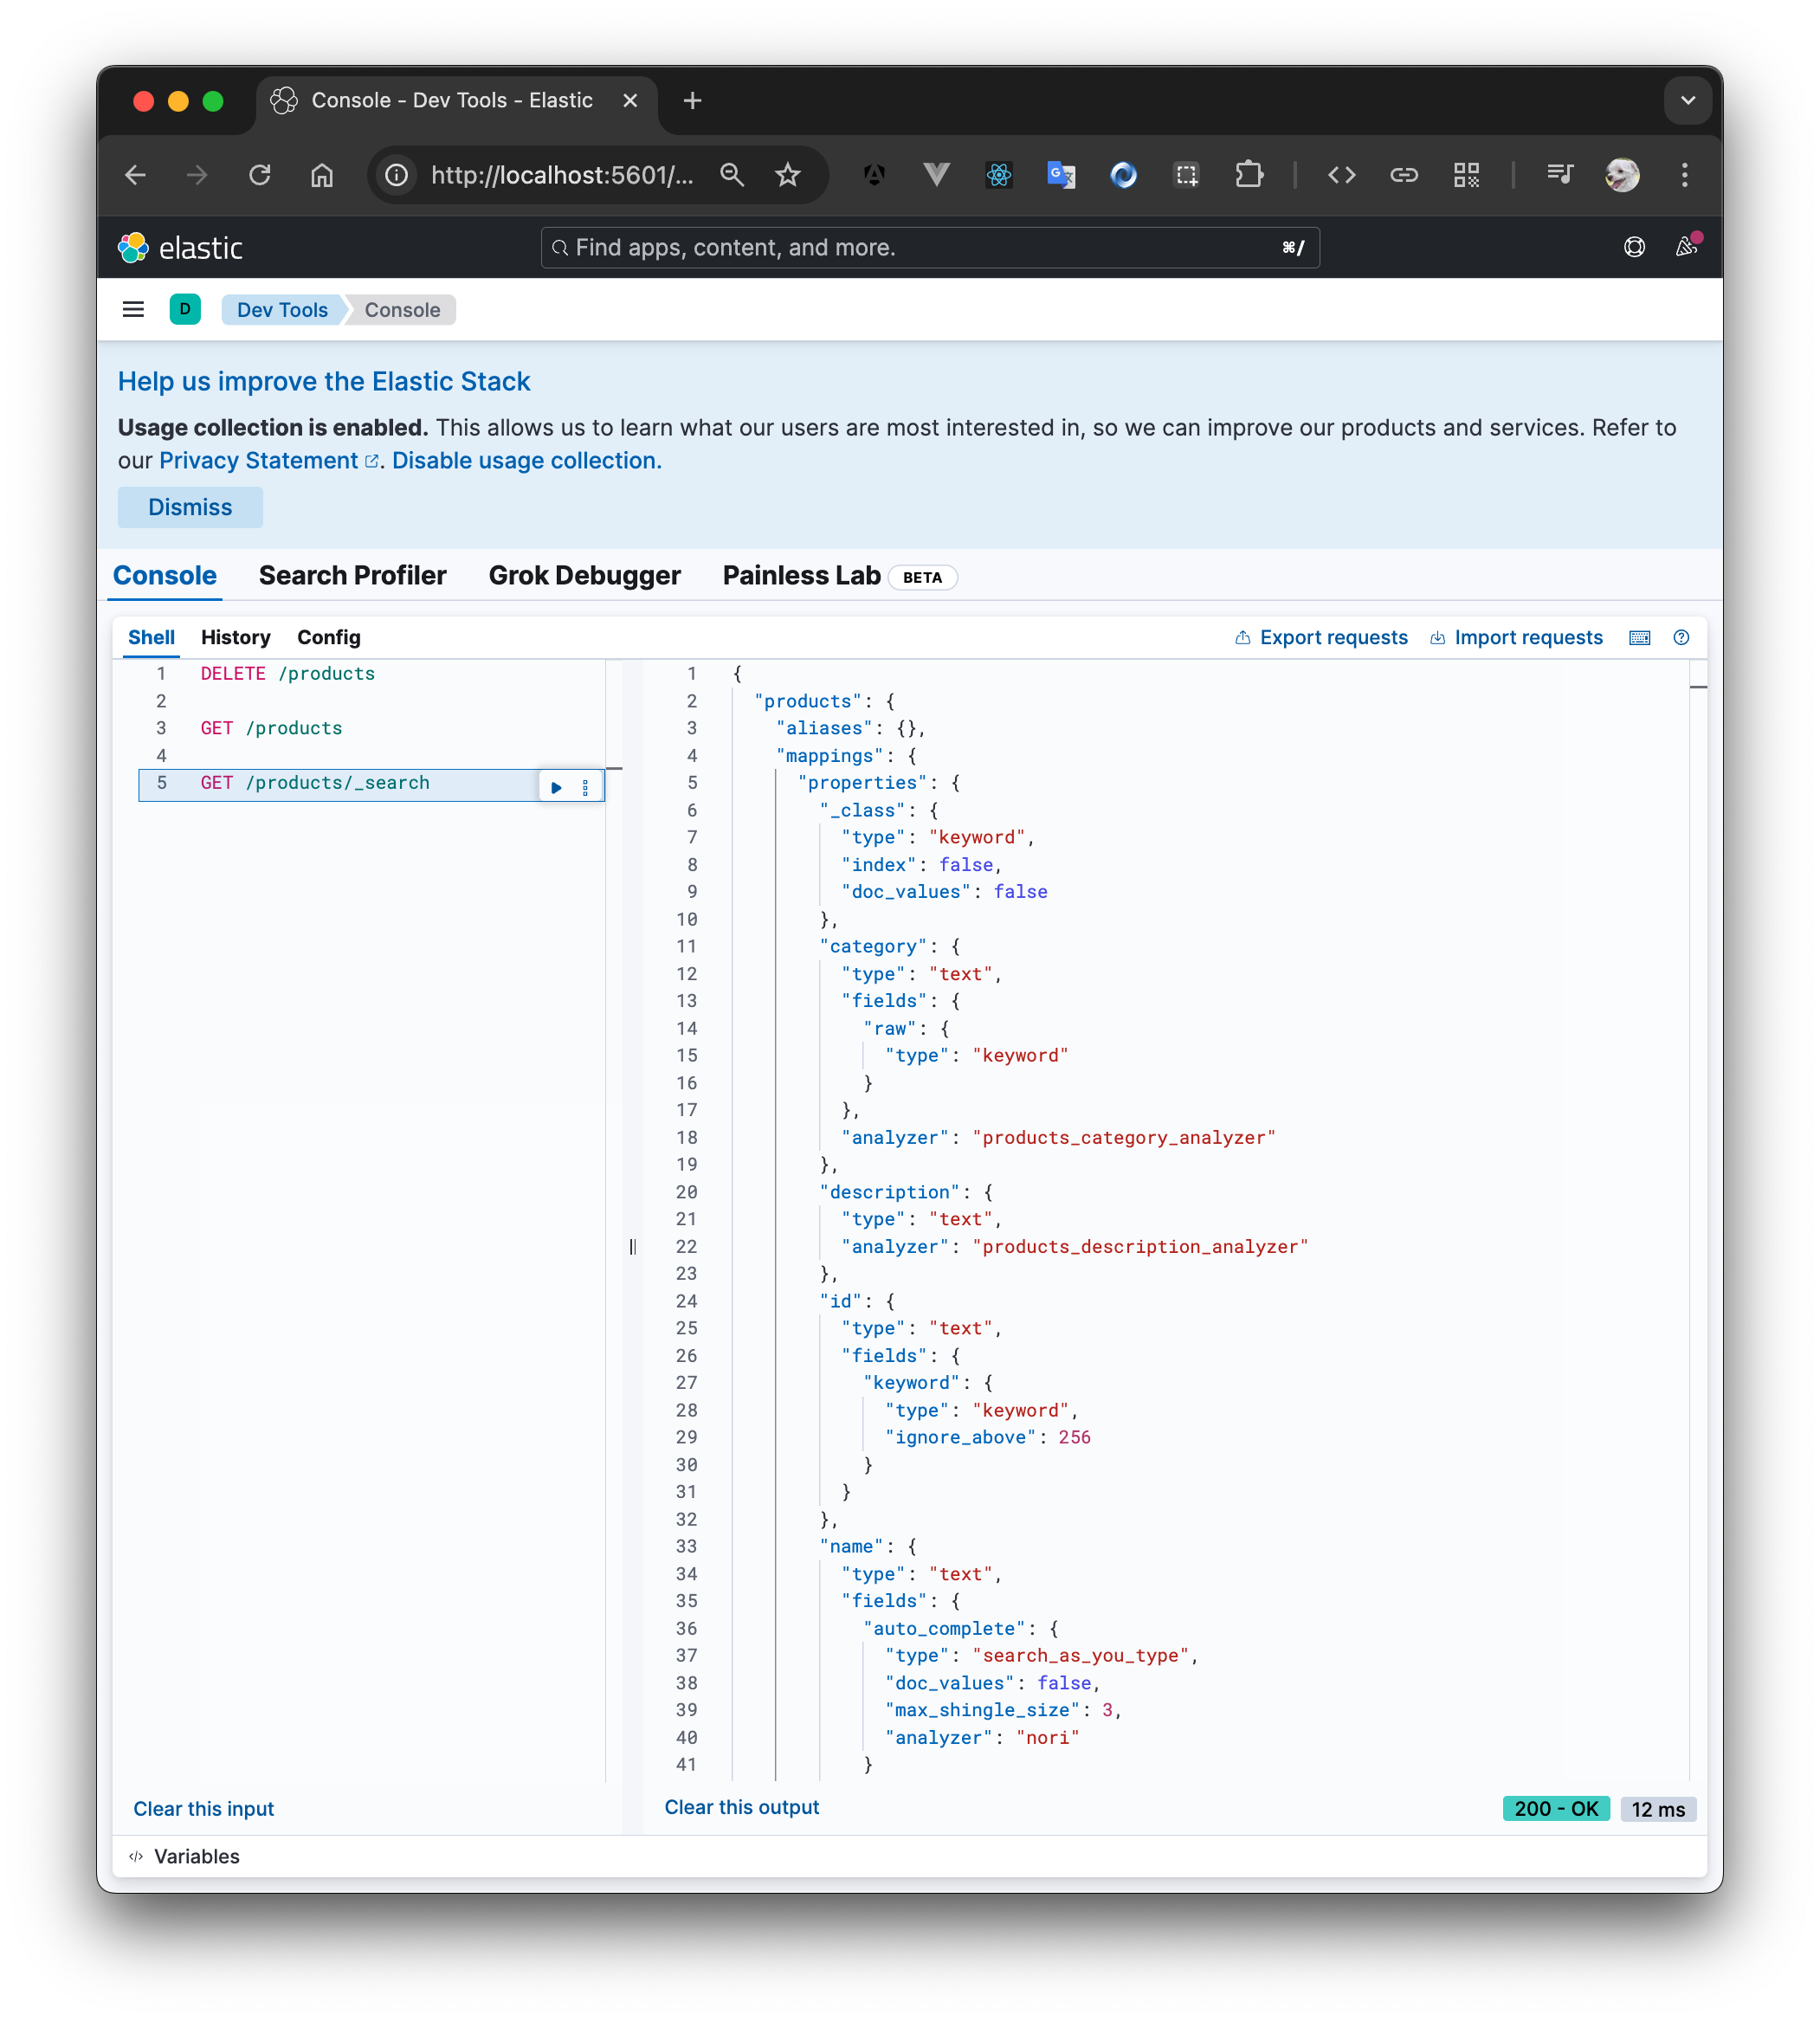 Console - Dev Tools - Elastic
http://localhost:5601/...
elastic
Find apps, content, and more.
⌘/
D
Dev Tools
Console
Help us improve the Elastic Stack
Usage collection is enabled. This allows us to learn what our users are most interested in, so we can improve our products and services. Refer to
our Privacy Statement. Disable usage collection.
Dismiss
Console
Search Profiler
Grok Debugger
Painless Lab
BETA
Shell
History
Config
Export requests
Import requests
1 DELETE /products
2
3 GET /products
4
5 GET /products/_search
1 {
2 "products": {
3 "aliases": {},
4 "mappings": {
5 "properties": {
6 "_class": {
7 "type": "keyword",
8 "index": false,
9 "doc_values": false
10 },
11 "category": {
12 "type": "text",
13 "fields": {
14 "raw": {
15 "type": "keyword"
16 }
17 },
18 "analyzer": "products_category_analyzer"
19 },
20 "description": {
21 "type": "text",
22 "analyzer": "products_description_analyzer"
23 },
24 "id": {
25 "type": "text",
26 "fields": {
27 "keyword": {
28 "type": "keyword",
29 "ignore_above": 256
30 }
31 }
32 },
33 "name": {
34 "type": "text",
35 "fields": {
36 "auto_complete": {
37 "type": "search_as_you_type",
38 "doc_values": false,
39 "max_shingle_size": 3,
40 "analyzer": "nori"
41 }
Clear this input
Clear this output
200 - OK
12 ms
Variables